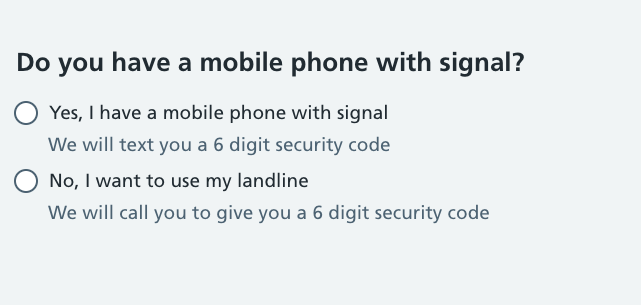 Do you have a mobile phone with signal?
Yes, I have a mobile phone with signal
We will text you a 6 digit security code
No, I want to use my landline
We will call you to give you a 6 digit security code